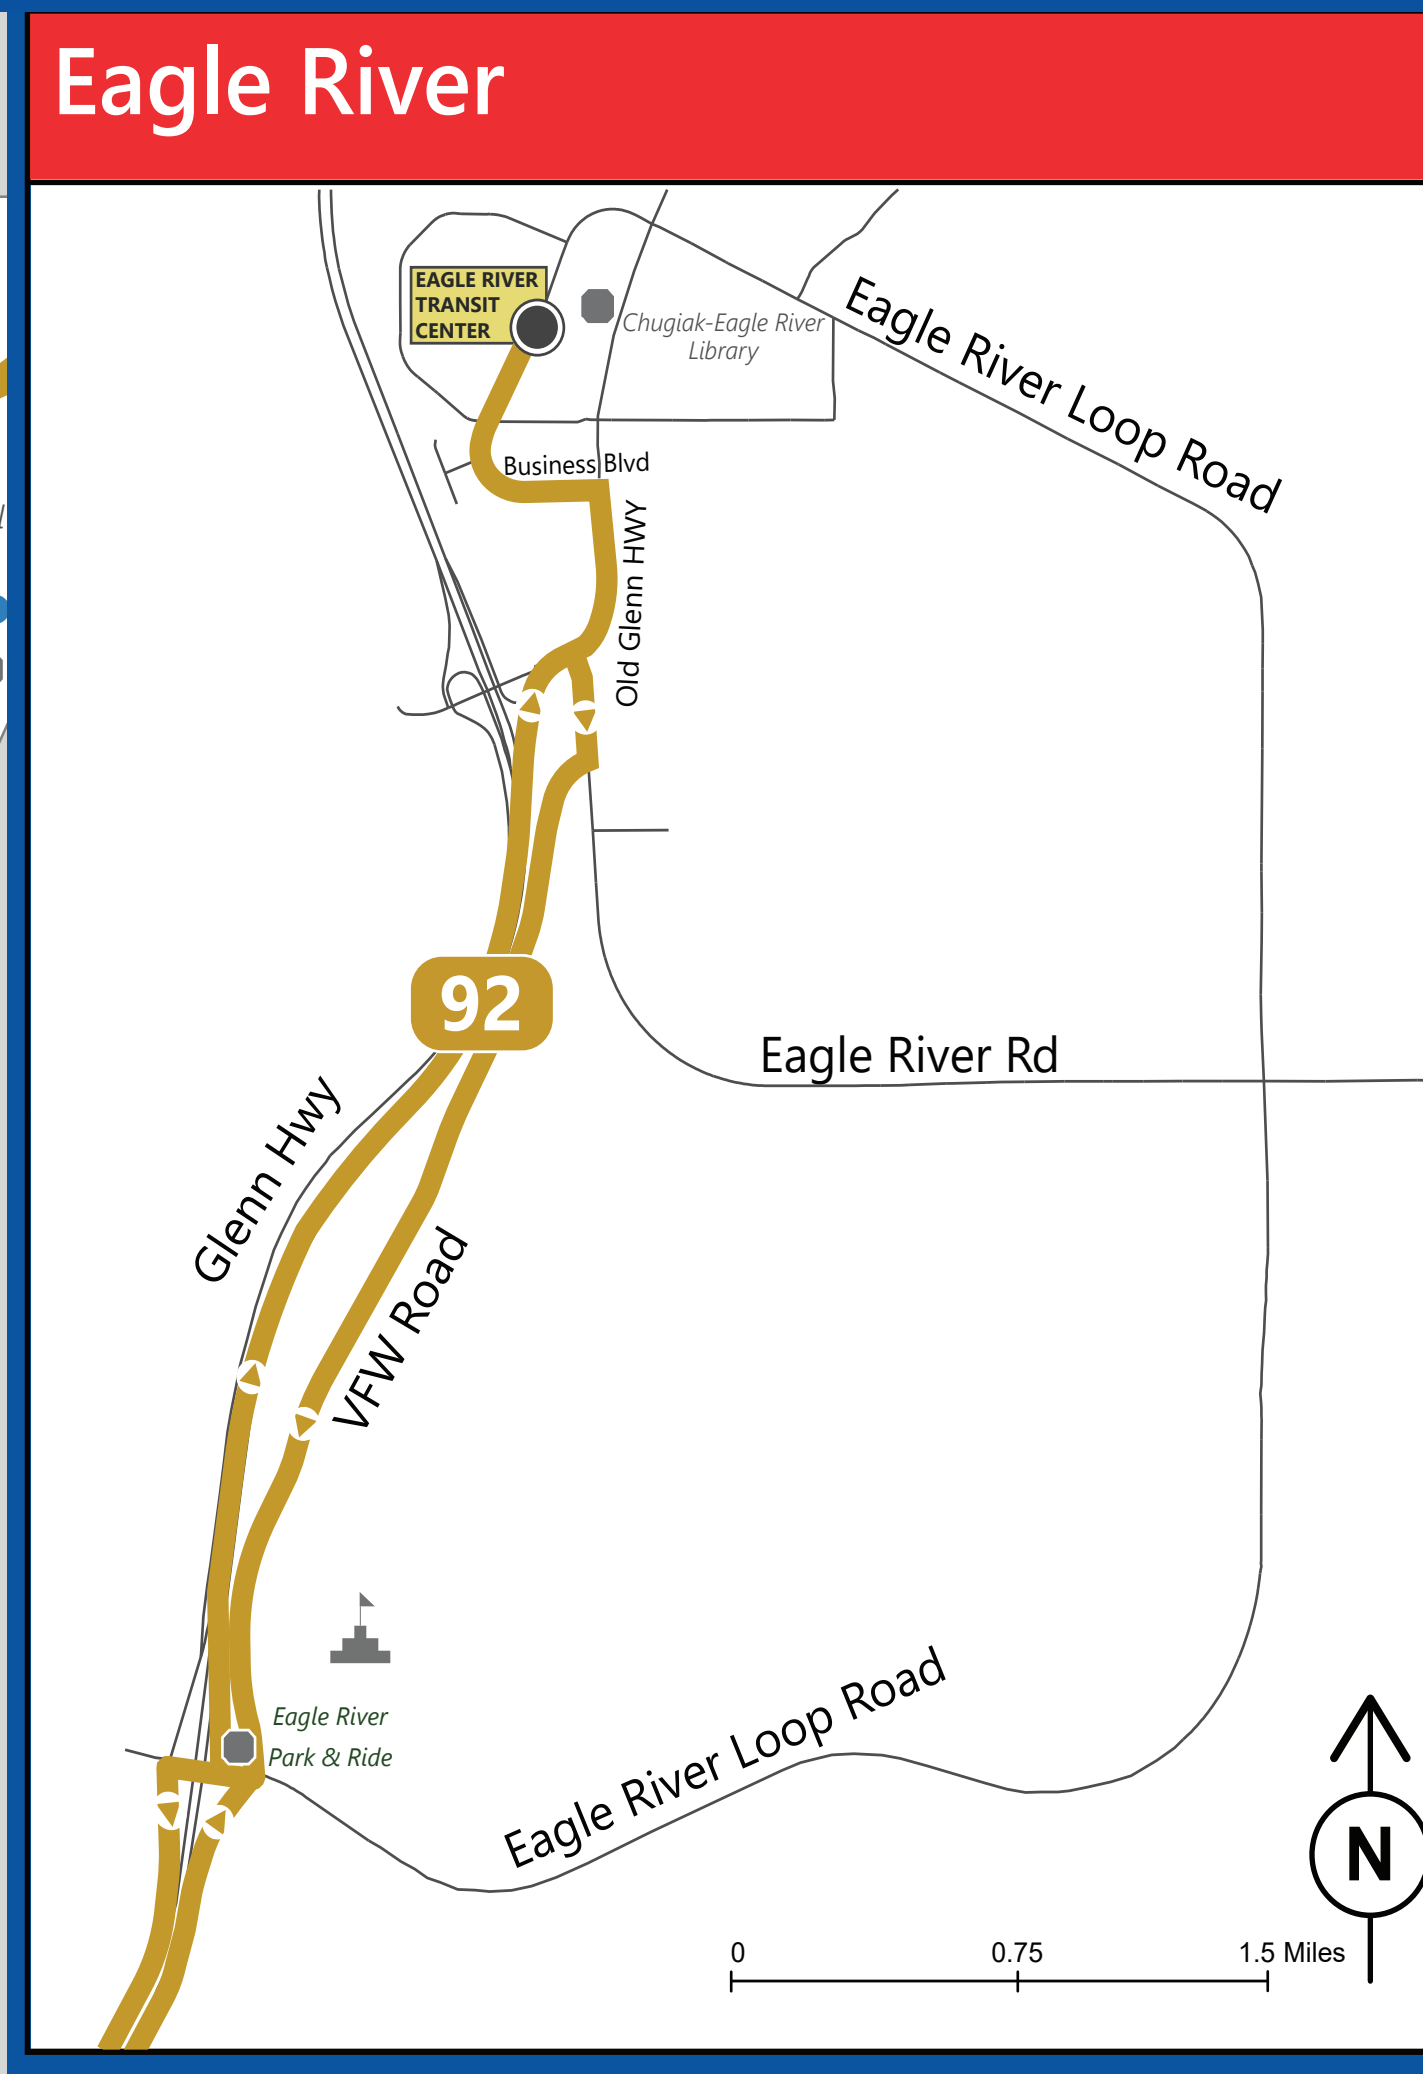 Eagle River
EAGLE RIVER
TRANSIT
CENTER
Chugiak-Eagle River
Library
Eagle River Loop Road
Business Blvd
Old Glenn HWY
92
Eagle River Rd
Glenn Hwy
VFW Road
Eagle River
Park & Ride
Eagle River Loop Road
N
0 0.75 1.5 Miles